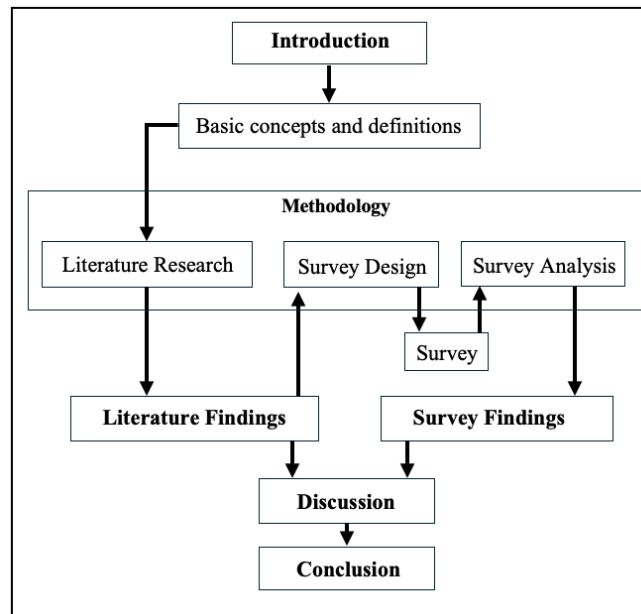 Introduction
Basic concepts and definitions
Methodology
Literature Research
Survey Design
Survey Analysis
Survey
Literature Findings
Survey Findings
Discussion
Conclusion